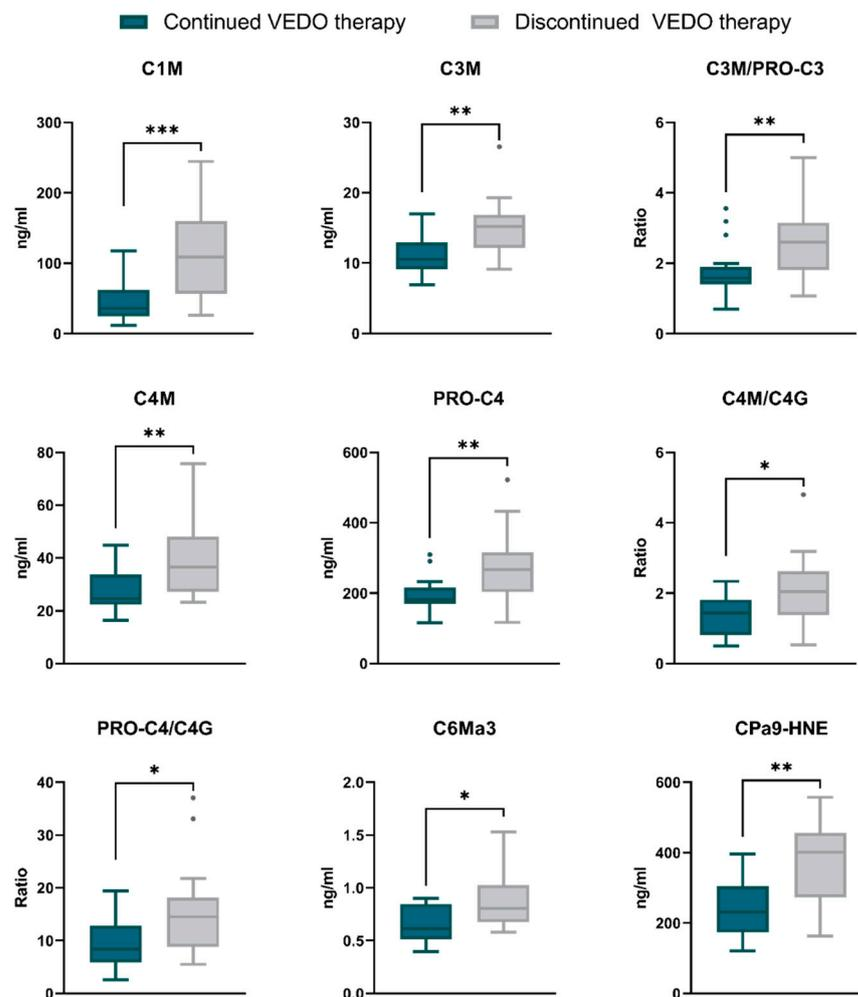 Continued VEDO therapy
Discontinued VEDO therapy
C1M
C3M
C3M/PRO-C3
***
**
**
300
200
100
0
ng/ml
30
20
10
0
ng/ml
6
4
2
0
Ratio
C4M
PRO-C4
C4M/C4G
**
**
*
80
60
40
20
0
ng/ml
600
400
200
0
ng/ml
6
4
2
0
Ratio
PRO-C4/C4G
C6Ma3
CPa9-HNE
*
*
**
40
30
20
10
0
Ratio
2.0
1.5
1.0
0.5
0.0
ng/ml
600
400
200
0
ng/ml